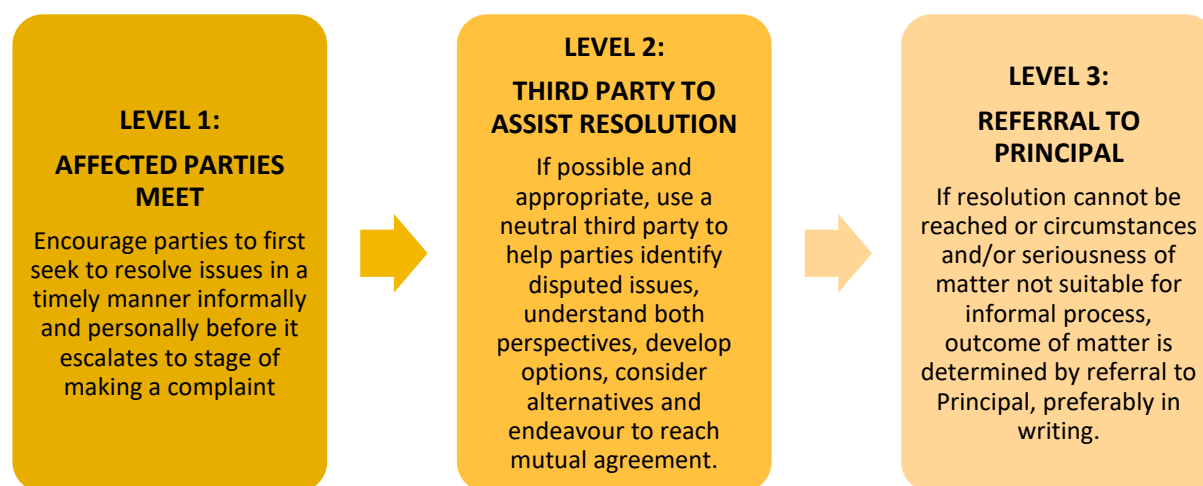 LEVEL 1:
AFFECTED PARTIES
MEET
Encourage parties to first
seek to resolve issues in a
timely manner informally
and personally before it
escalates to stage of
making a complaint
LEVEL 2:
THIRD PARTY TO
ASSIST RESOLUTION
If possible and
appropriate, use a
neutral third party to
help parties identify
disputed issues,
understand both
perspectives, develop
options, consider
alternatives and
endeavour to reach
mutual agreement.
LEVEL 3:
REFERRAL TO
PRINCIPAL
If resolution cannot be
reached or circumstances
and/or seriousness of
matter not suitable for
informal process,
outcome of matter is
determined by referral to
Principal, preferably in
writing.